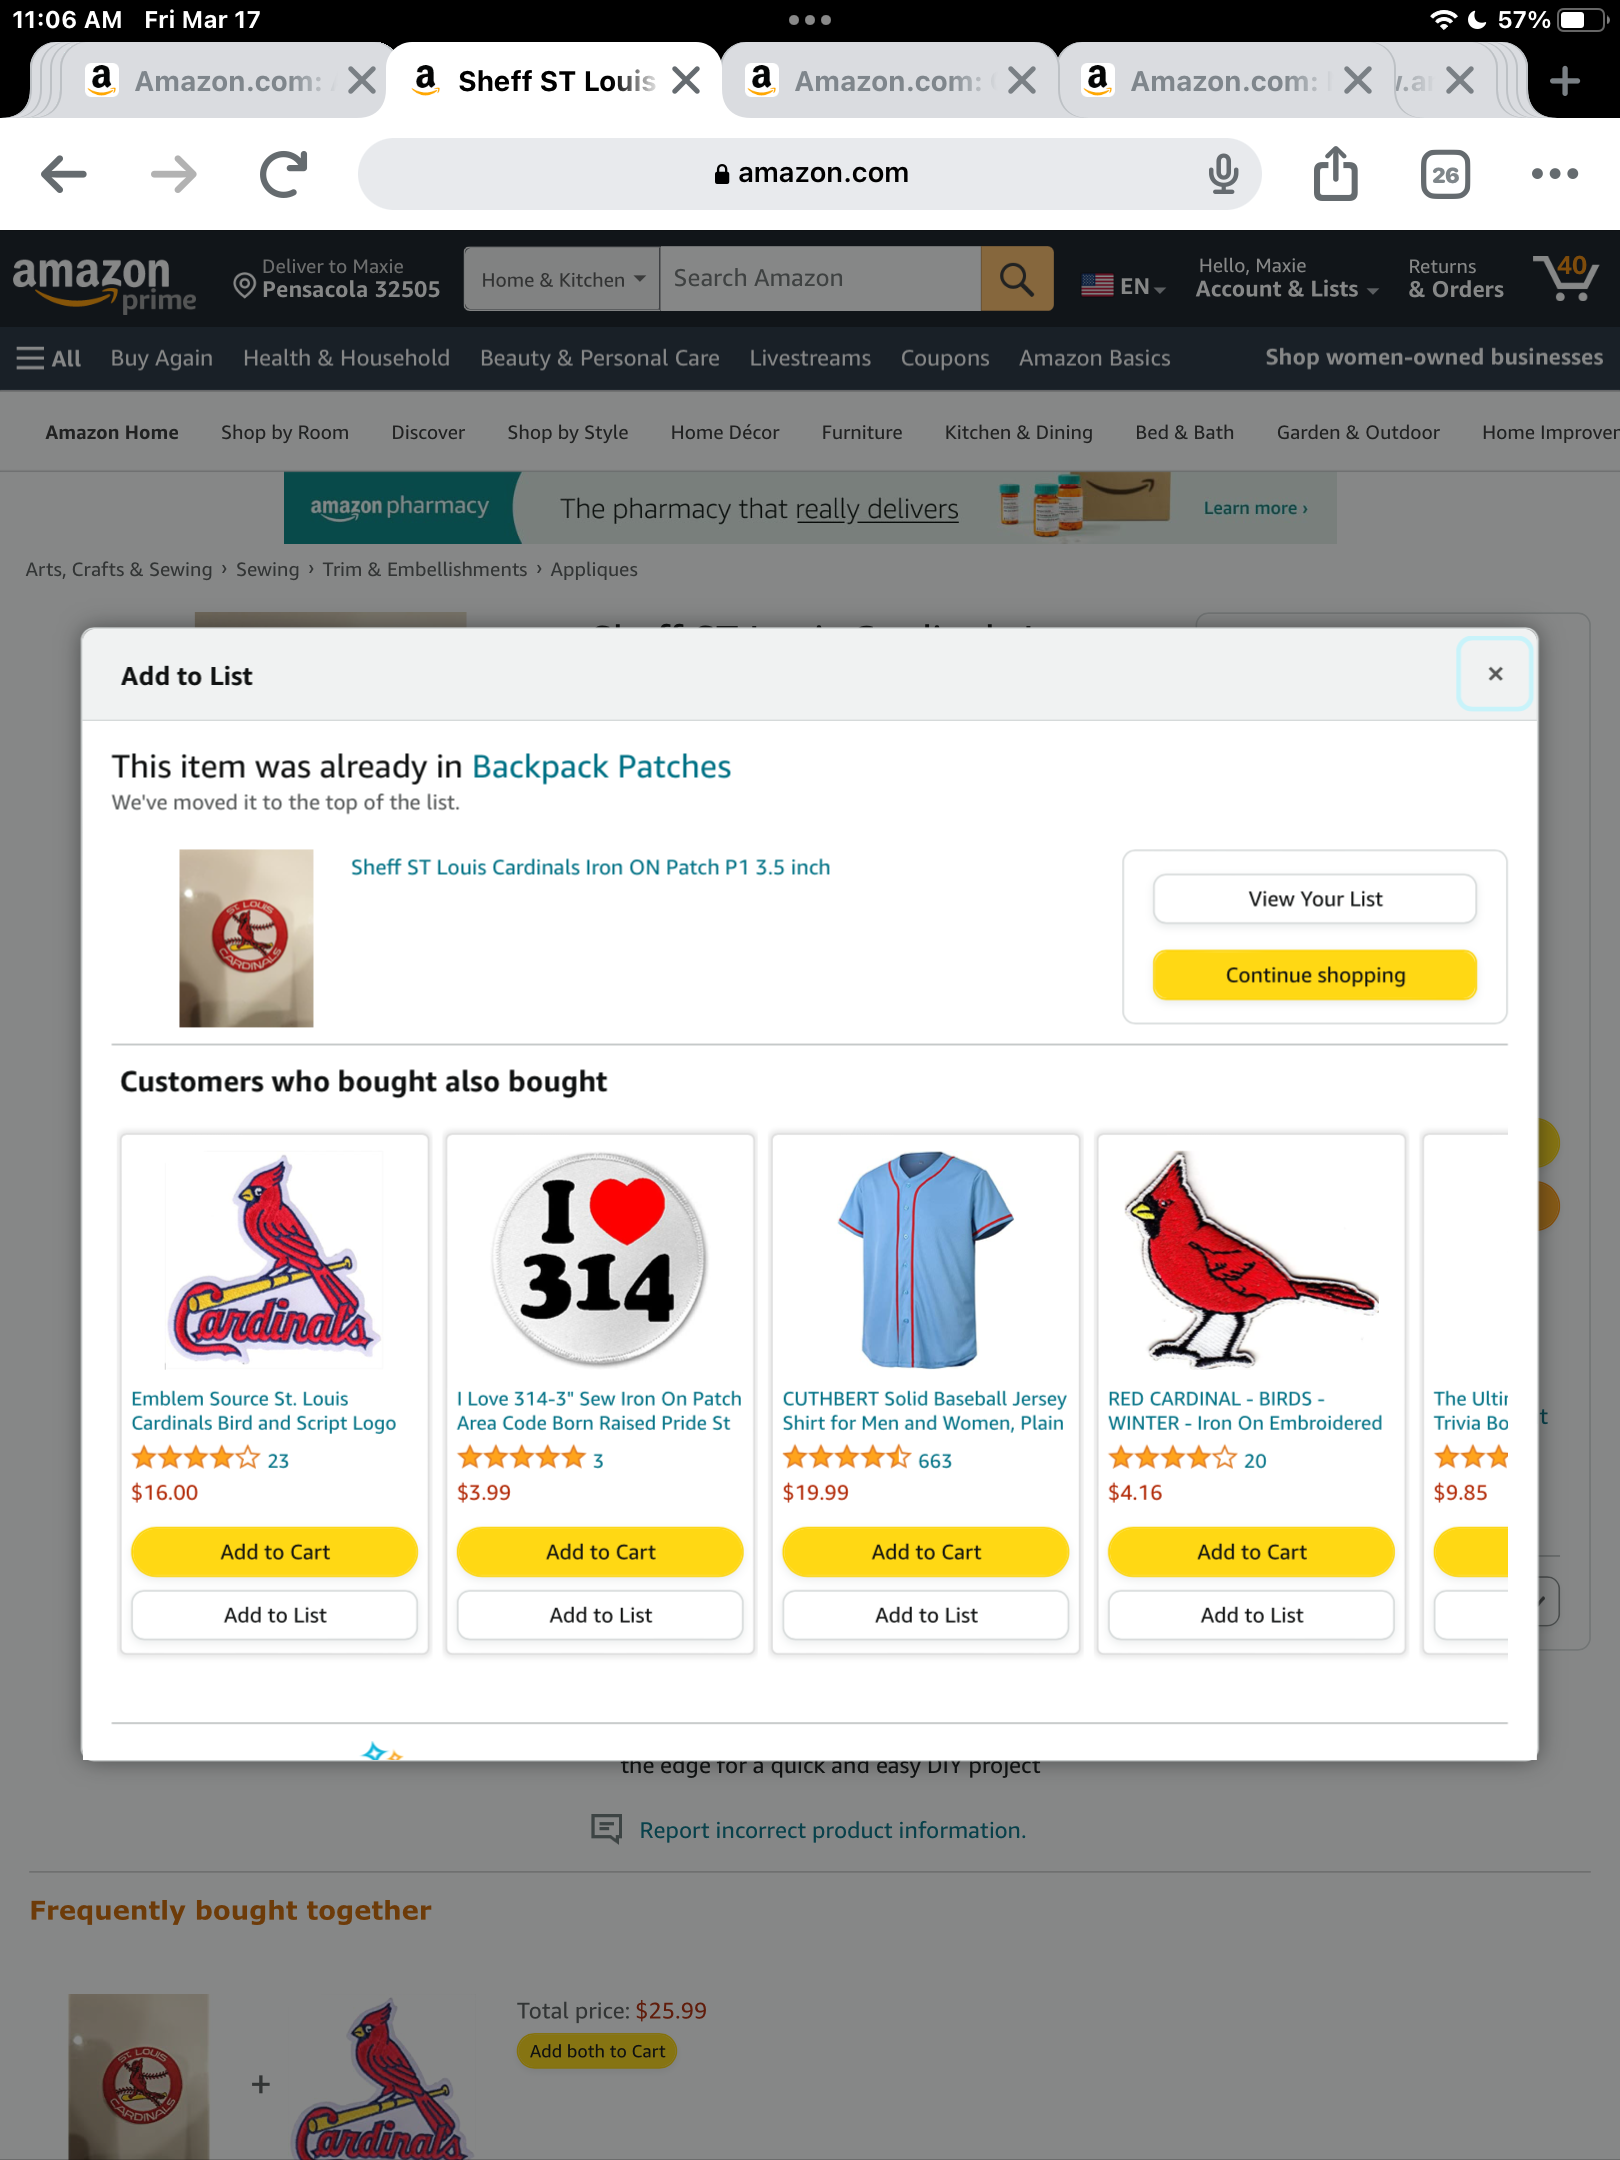 11:06 AM Fri Mar 17
57%
Amazon.com:
Sheff ST Louis
Amazon.com:
Amazon.com:
amazon.com
26
amazon prime
Deliver to Maxie
Pensacola 32505
Home & Kitchen
Search Amazon
EN
Hello, Maxie
Account & Lists
Returns
& Orders
40
All
Buy Again
Health & Household
Beauty & Personal Care
Livestreams
Coupons
Amazon Basics
Shop women-owned businesses
Amazon Home
Shop by Room
Discover
Shop by Style
Home Décor
Furniture
Kitchen & Dining
Bed & Bath
Garden & Outdoor
Home Improver
amazon pharmacy
The pharmacy that really delivers
Learn more ›
Arts, Crafts & Sewing › Sewing › Trim & Embellishments › Appliques
Add to List
×
This item was already in Backpack Patches
We've moved it to the top of the list.
ST. LOUIS
CARDINALS
Sheff ST Louis Cardinals Iron ON Patch P1 3.5 inch
View Your List
Continue shopping
Customers who bought also bought
Cardinals
Emblem Source St. Louis
Cardinals Bird and Script Logo
23
$16.00
Add to Cart
Add to List
I
314
I Love 314-3" Sew Iron On Patch
Area Code Born Raised Pride St
3
$3.99
Add to Cart
Add to List
CUTHBERT Solid Baseball Jersey
Shirt for Men and Women, Plain
663
$19.99
Add to Cart
Add to List
RED CARDINAL - BIRDS -
WINTER - Iron On Embroidered
20
$4.16
Add to Cart
Add to List
The Ulti
Trivia Bo
$9.85
the edge for a quick and easy DIY project
Report incorrect product information.
Frequently bought together
ST. LOUIS
CARDINALS
+
Cardinals
Total price: $25.99
Add both to Cart